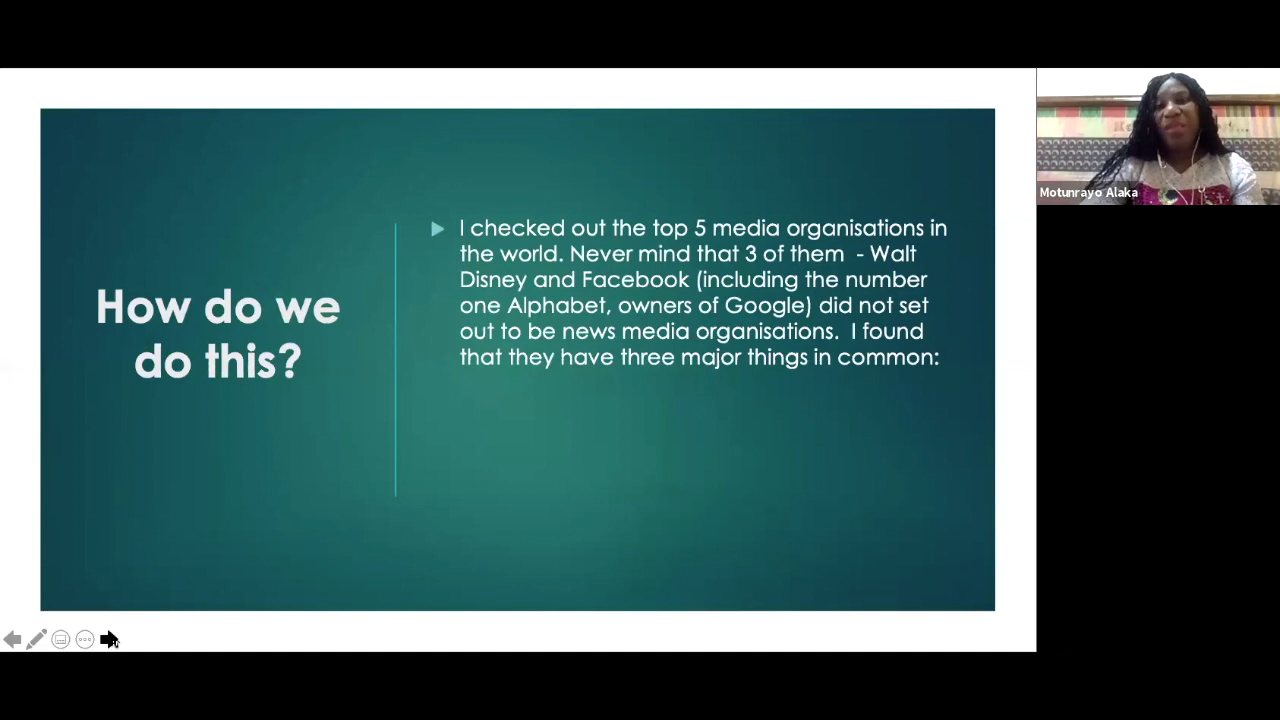 How do we
do this?
I checked out the top 5 media organisations in
the world. Never mind that 3 of them  - Walt
Disney and Facebook (including the number
one Alphabet, owners of Google) did not set
out to be news media organisations.  I found
that they have three major things in common:
Motunrayo Alaka